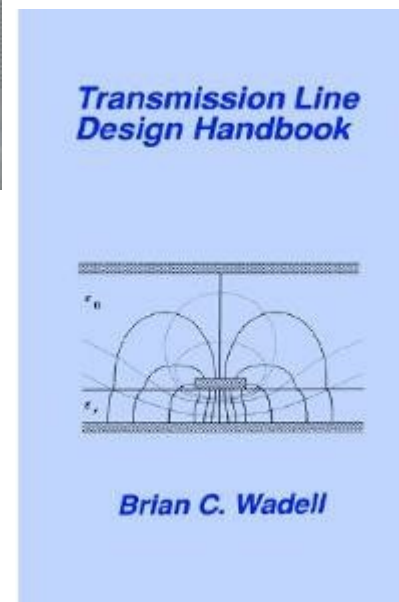 Transmission Line
Design Handbook
ε₀
εᵣ
Brian C. Wadell